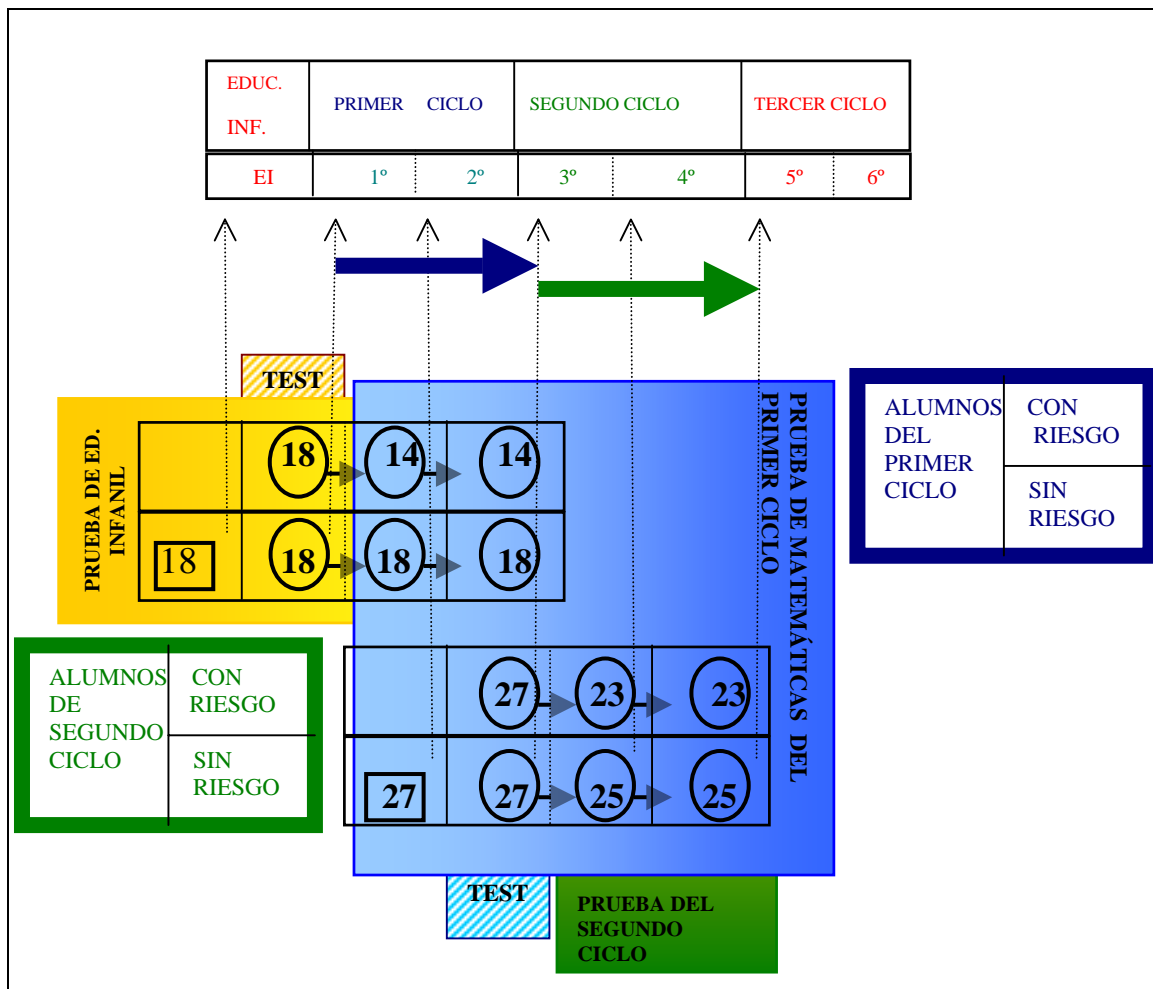 EDUC.
INF.
PRIMER CICLO
SEGUNDO CICLO
TERCER CICLO
EI 1º 2º 3º 4º 5º 6º
TEST
PRUEBA DE ED.
INFANIL
18 14 14
18 18 18 18
PRUEBA DE MATEMÁTICAS DEL
PRIMER CICLO
ALUMNOS
DEL
PRIMER
CICLO
CON
RIESGO
SIN
RIESGO
ALUMNOS
DE
SEGUNDO
CICLO
CON
RIESGO
SIN
RIESGO
27 23 23
27 27 25 25
TEST
PRUEBA DEL
SEGUNDO
CICLO